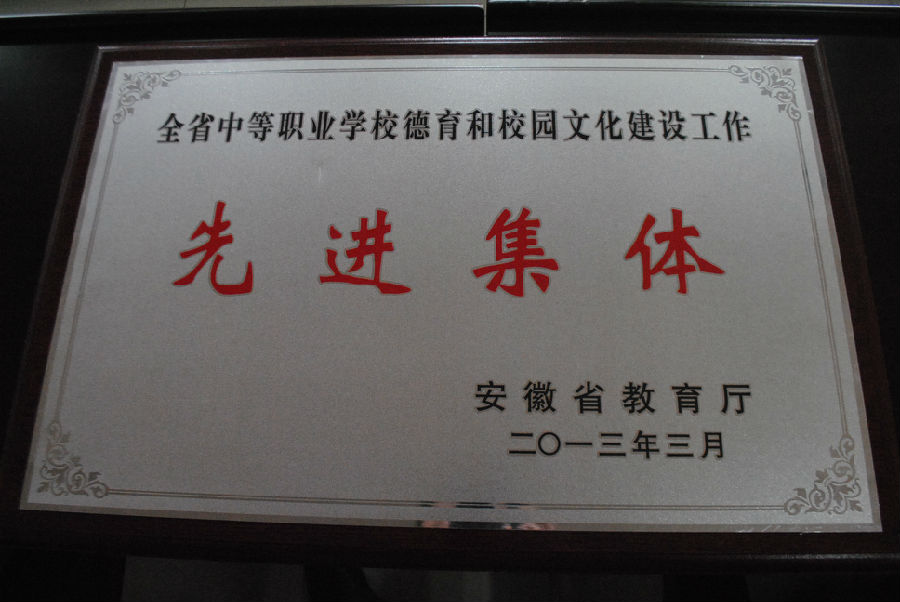 全省中等职业学校德育和校园文化建设工作
先进集体
安徽省教育厅
二〇一三年三月